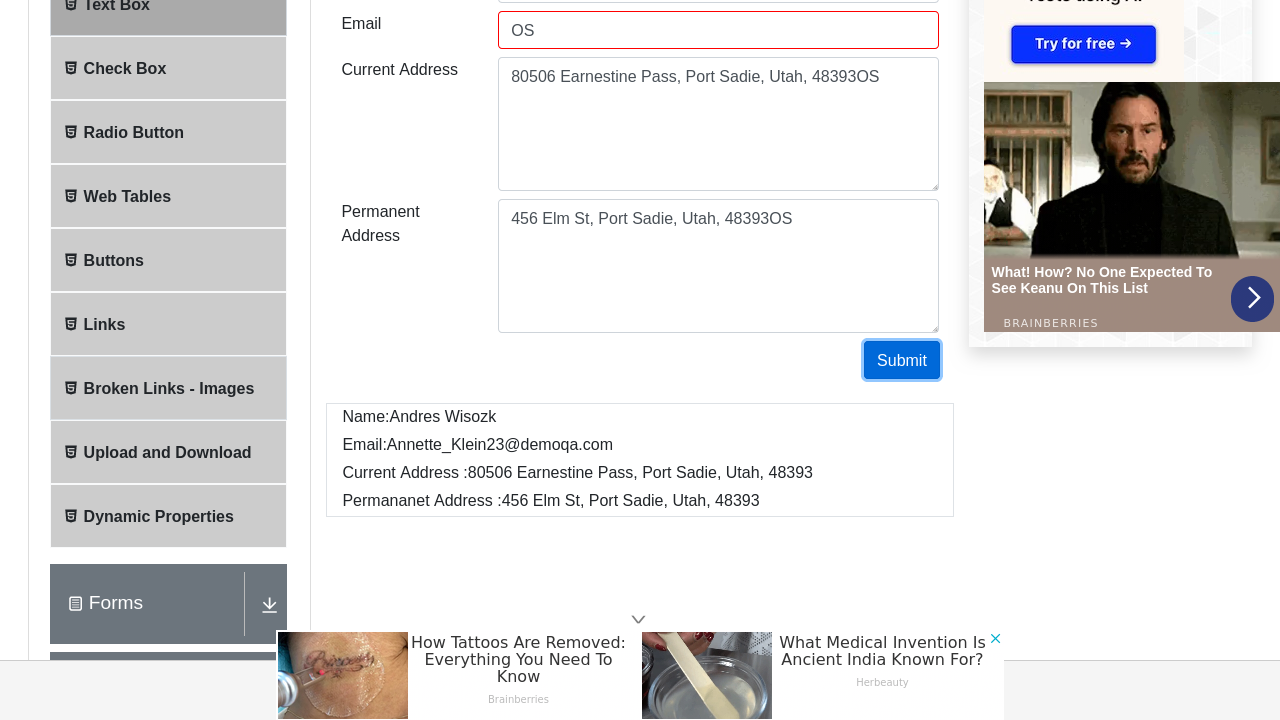 Text Box
Check Box
Radio Button
Web Tables
Buttons
Links
Broken Links - Images
Upload and Download
Dynamic Properties
Forms
Email
OS
Current Address
80506 Earnestine Pass, Port Sadie, Utah, 48393OS
Permanent
Address
456 Elm St, Port Sadie, Utah, 48393OS
Submit
Name:Andres Wisozk
Email:Annette_Klein23@demoqa.com
Current Address :80506 Earnestine Pass, Port Sadie, Utah, 48393
Permananet Address :456 Elm St, Port Sadie, Utah, 48393
Try for free →
What! How? No One Expected To
See Keanu On This List
BRAINBERRIES
How Tattoos Are Removed:
Everything You Need To
Know
Brainberries
What Medical Invention Is
Ancient India Known For?
Herbeauty